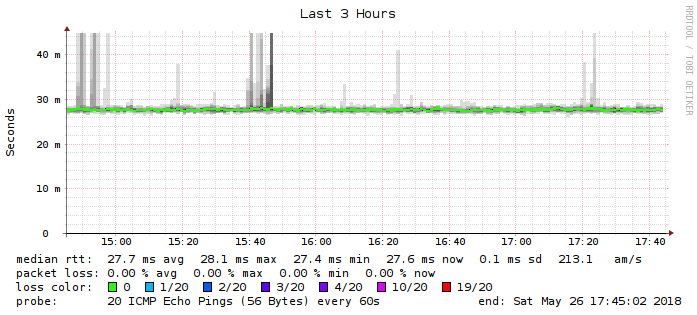 Last 3 Hours
RRDTOOL / TOBI OETIKER
Seconds
40 m
30 m
20 m
10 m
0
15:00 15:20 15:40 16:00 16:20 16:40 17:00 17:20 17:40
median rtt: 27.7 ms avg 28.1 ms max 27.4 ms min 27.6 ms now 0.1 ms sd 213.1 am/s
packet loss: 0.00 % avg 0.00 % max 0.00 % min 0.00 % now
loss color: 0 1/20 2/20 3/20 4/20 10/20 19/20
probe: 20 ICMP Echo Pings (56 Bytes) every 60s end: Sat May 26 17:45:02 2018